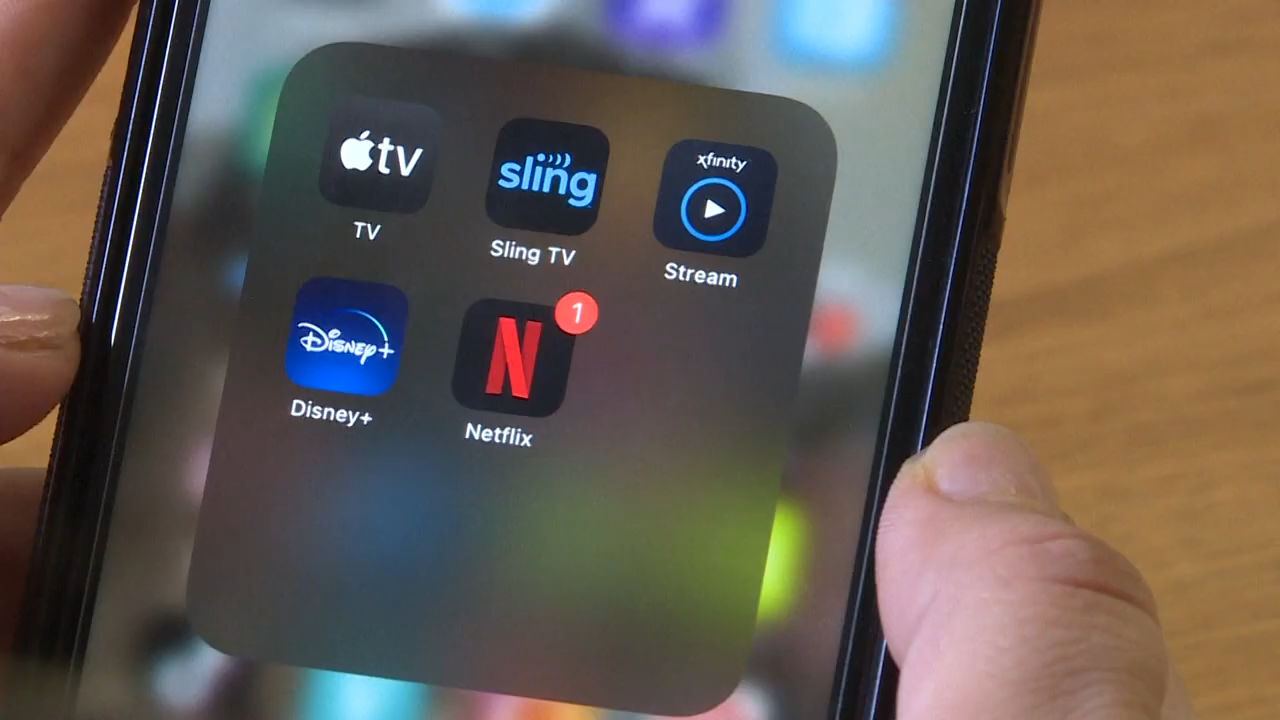 tv
sling
xfinity
TV
Sling TV
Stream
Disney+
1
N
Disney+
Netflix